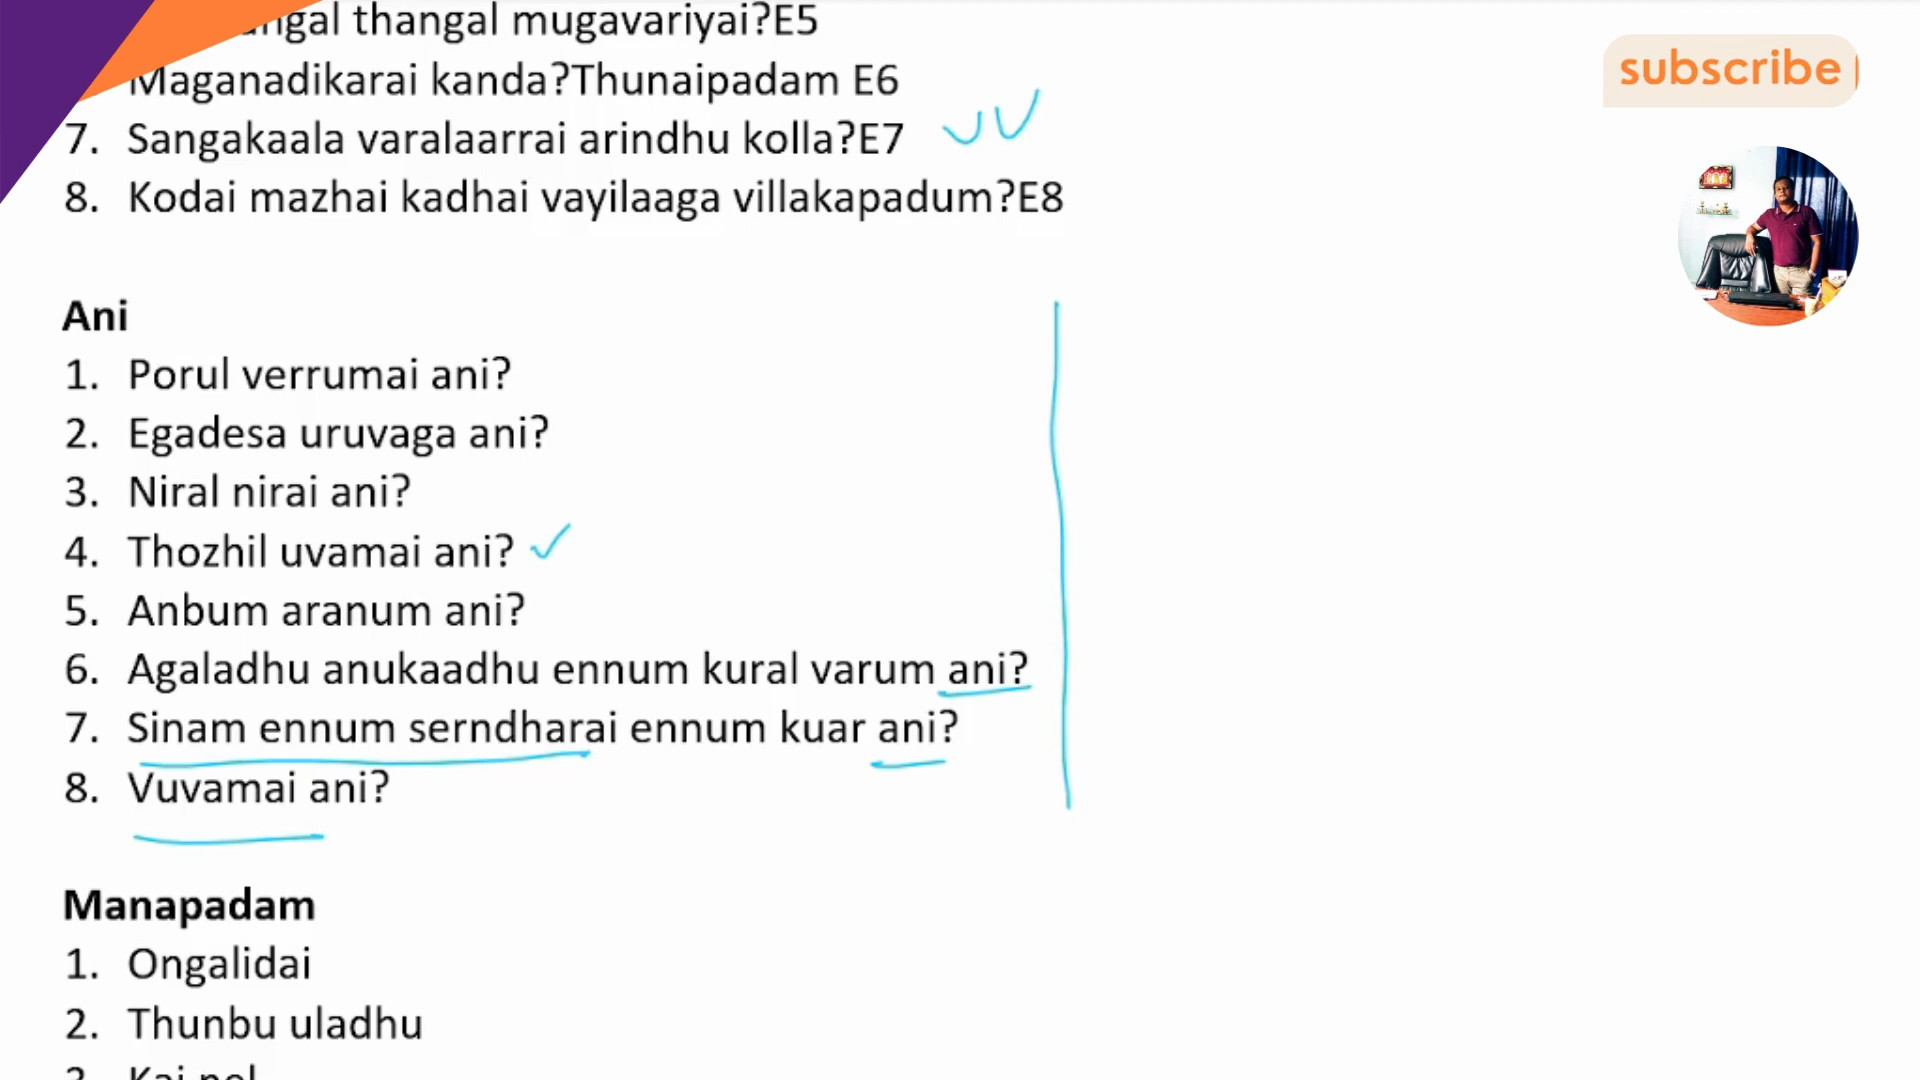 thangal mugavariyai?E5
subscribe
Maganadikarai kanda?Thunaipadam E6
7. Sangakaala varalaarrai arindhu kolla?E7
8. Kodai mazhai kadhai vayilaaga villakapadum?E8
Ani
1. Porul verrumai ani?
2. Egadesa uruvaga ani?
3. Niral nirai ani?
4. Thozhil uvamai ani?
5. Anbum aranum ani?
6. Agaladhu anukaadhu ennum kural varum ani?
7. Sinam ennum serndharai ennum kuar ani?
8. Vuvamai ani?
Manapadam
1. Ongalidai
2. Thunbu uladhu